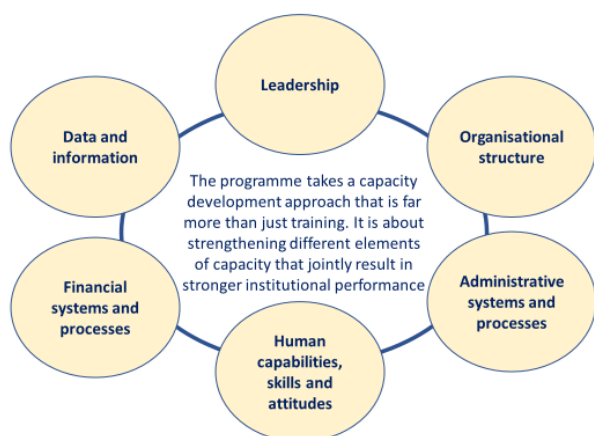 Leadership
Data and
information
Organisational
structure
The programme takes a capacity
development approach that is far
more than just training. It is about
strengthening different elements
of capacity that jointly result in
stronger institutional performance
Financial
systems and
processes
Administrative
systems and
processes
Human
capabilities,
skills and
attitudes